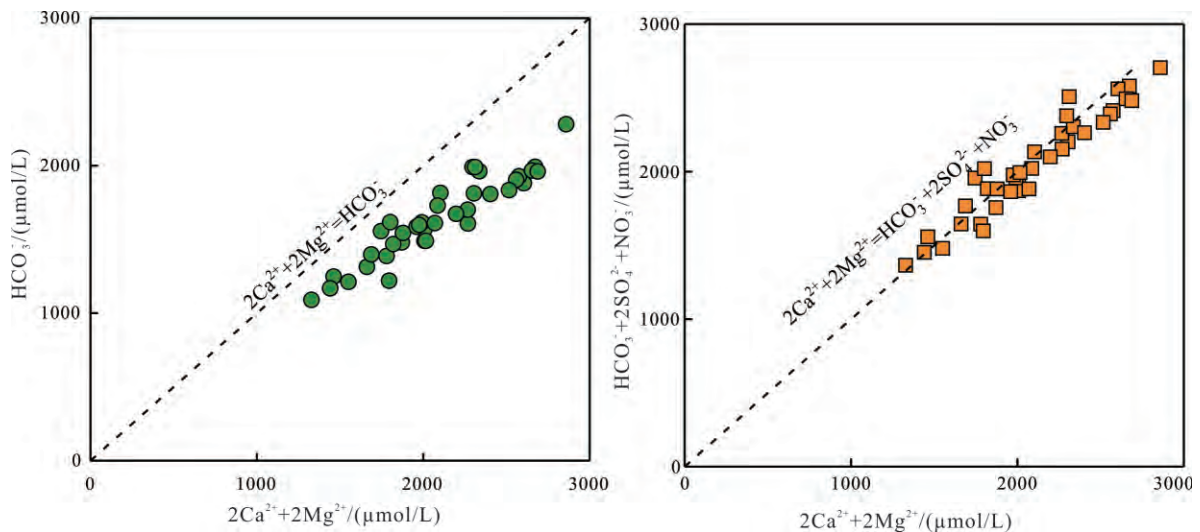 3000
2000
1000
0
0
1000
2000
3000
HCO₃⁻/(μmol/L)
2Ca²⁺+2Mg²⁺/(μmol/L)
2Ca²⁺+2Mg²⁺=HCO₃⁻
3000
2000
1000
0
0
1000
2000
3000
HCO₃⁻+2SO₄²⁻+NO₃⁻/(μmol/L)
2Ca²⁺+2Mg²⁺/(μmol/L)
2Ca²⁺+2Mg²⁺=HCO₃⁻+2SO₄²⁻+NO₃⁻